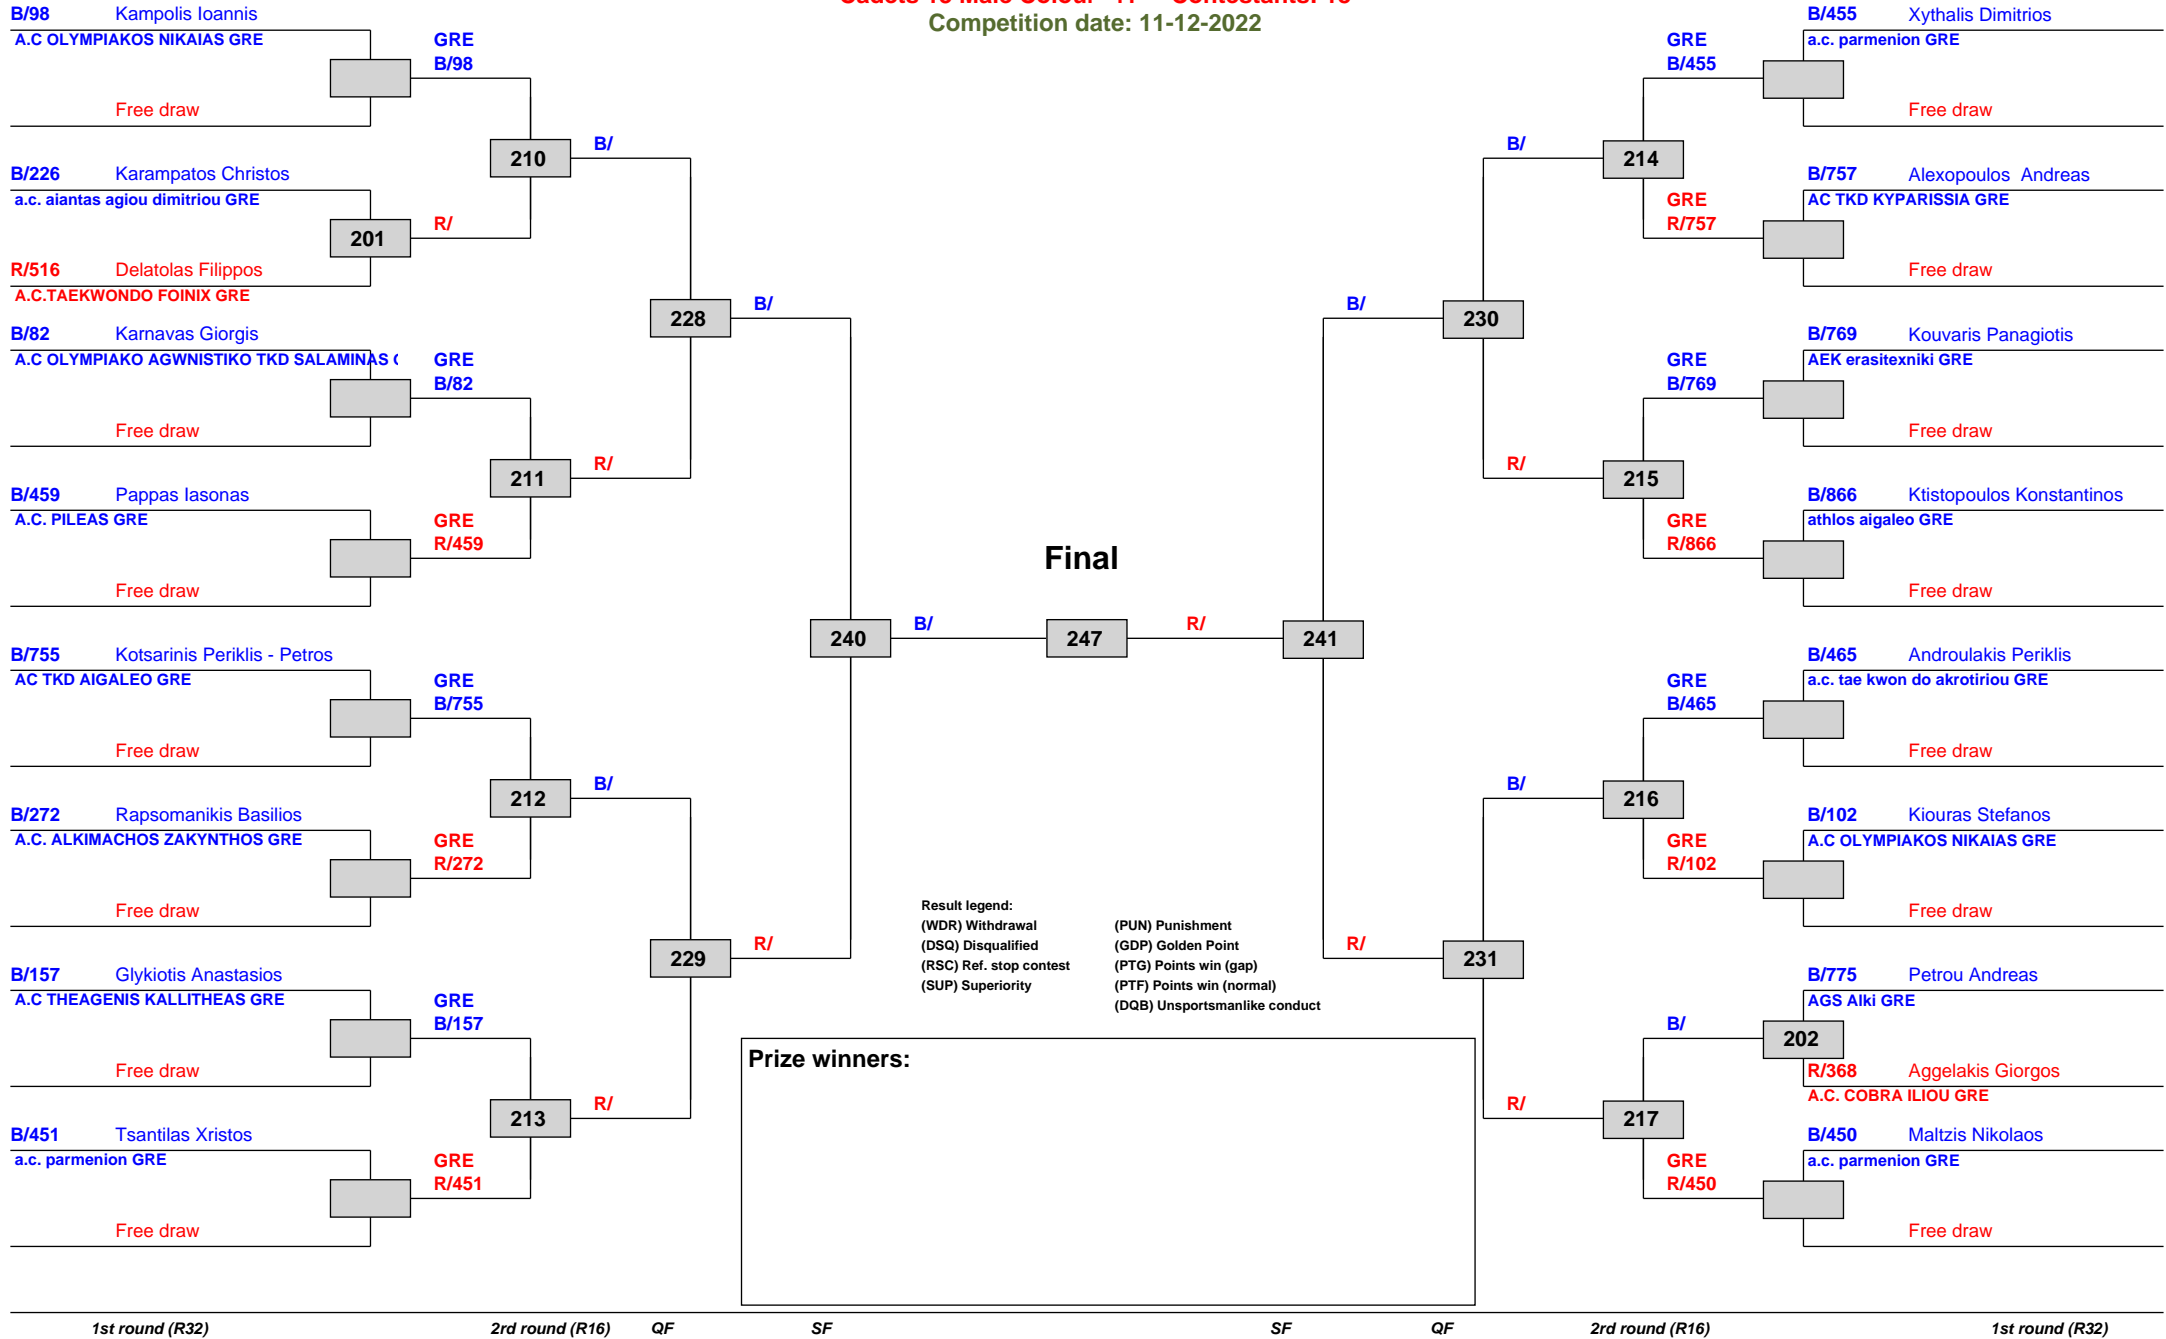 Competition date: 11-12-2022
B/98 Kampolis Ioannis
A.C OLYMPIAKOS NIKAIAS GRE
Free draw
GRE
B/98
B/226 Karampatos Christos
a.c. aiantas agiou dimitriou GRE
201
R/516 Delatolas Filippos
A.C.TAEKWONDO FOINIX GRE
R/
210
B/
B/82 Karnavas Giorgis
A.C OLYMPIAKO AGWNISTIKO TKD SALAMINAS
Free draw
GRE
B/82
B/459 Pappas Iasonas
A.C. PILEAS GRE
Free draw
GRE
R/459
211
R/
228
B/
B/755 Kotsarinis Periklis - Petros
AC TKD AIGALEO GRE
Free draw
GRE
B/755
B/272 Rapsomanikis Basilios
A.C. ALKIMACHOS ZAKYNTHOS GRE
Free draw
GRE
R/272
212
B/
B/157 Glykiotis Anastasios
A.C THEAGENIS KALLITHEAS GRE
Free draw
GRE
B/157
B/451 Tsantilas Xristos
a.c. parmenion GRE
Free draw
GRE
R/451
213
R/
229
R/
240
B/
Final
247
R/
241
B/455 Xythalis Dimitrios
a.c. parmenion GRE
Free draw
GRE
B/455
B/757 Alexopoulos Andreas
AC TKD KYPARISSIA GRE
Free draw
GRE
R/757
214
B/
B/769 Kouvaris Panagiotis
AEK erasitexniki GRE
Free draw
GRE
B/769
B/866 Ktistopoulos Konstantinos
athlos aigaleo GRE
Free draw
GRE
R/866
215
R/
230
B/
B/465 Androulakis Periklis
a.c. tae kwon do akrotiriou GRE
Free draw
GRE
B/465
B/102 Kiouras Stefanos
A.C OLYMPIAKOS NIKAIAS GRE
Free draw
GRE
R/102
216
B/
B/775 Petrou Andreas
AGS Alki GRE
202
R/368 Aggelakis Giorgos
A.C. COBRA ILIOU GRE
B/
B/450 Maltzis Nikolaos
a.c. parmenion GRE
Free draw
GRE
R/450
217
R/
231
R/
Result legend:
(WDR) Withdrawal (PUN) Punishment
(DSQ) Disqualified (GDP) Golden Point
(RSC) Ref. stop contest (PTG) Points win (gap)
(SUP) Superiority (PTF) Points win (normal)
(DQB) Unsportsmanlike conduct
Prize winners:
1st round (R32) 2rd round (R16) QF SF SF QF 2rd round (R16) 1st round (R32)